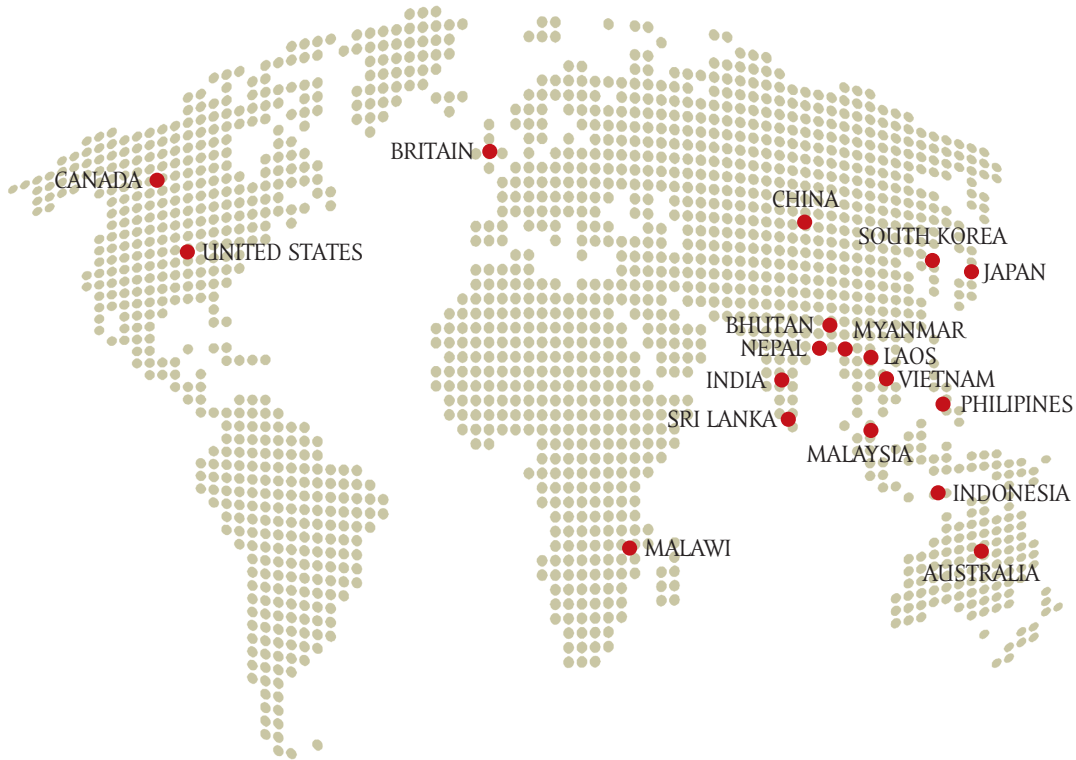 BRITAIN
CANADA
CHINA
SOUTH KOREA
UNITED STATES
JAPAN
BHUTAN
MYANMAR
NEPAL
LAOS
INDIA
VIETNAM
PHILIPINES
SRI LANKA
MALAYSIA
INDONESIA
MALAWI
AUSTRALIA